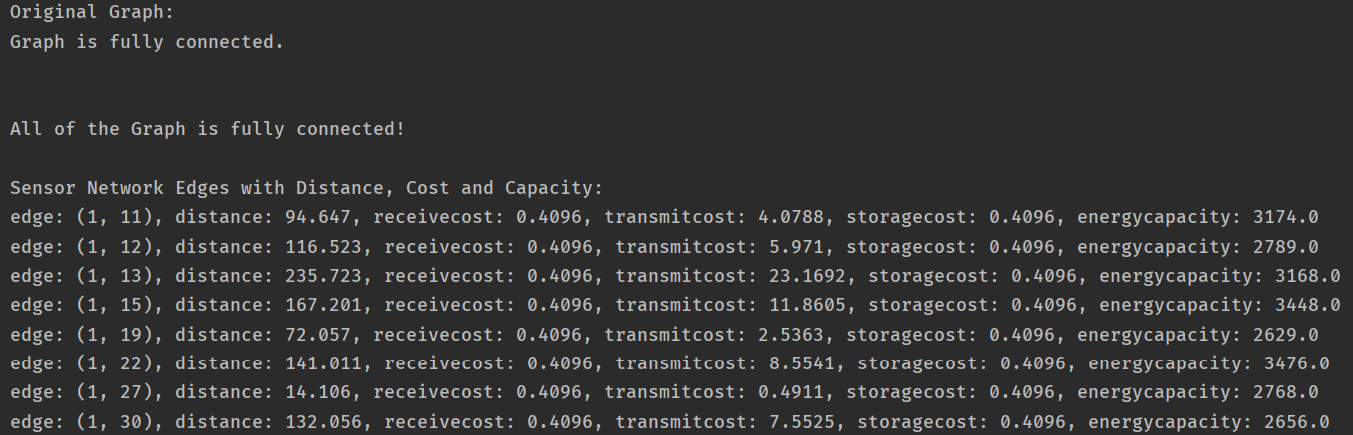 Original Graph:
Graph is fully connected.
All of the Graph is fully connected!
Sensor Network Edges with Distance, Cost and Capacity:
edge: (1, 11), distance: 94.647, receivecost: 0.4096, transmitcost: 4.0788, storagecost: 0.4096, energycapacity: 3174.0
edge: (1, 12), distance: 116.523, receivecost: 0.4096, transmitcost: 5.971, storagecost: 0.4096, energycapacity: 2789.0
edge: (1, 13), distance: 235.723, receivecost: 0.4096, transmitcost: 23.1692, storagecost: 0.4096, energycapacity: 3168.0
edge: (1, 15), distance: 167.201, receivecost: 0.4096, transmitcost: 11.8605, storagecost: 0.4096, energycapacity: 3448.0
edge: (1, 19), distance: 72.057, receivecost: 0.4096, transmitcost: 2.5363, storagecost: 0.4096, energycapacity: 2629.0
edge: (1, 22), distance: 141.011, receivecost: 0.4096, transmitcost: 8.5541, storagecost: 0.4096, energycapacity: 3476.0
edge: (1, 27), distance: 14.106, receivecost: 0.4096, transmitcost: 0.4911, storagecost: 0.4096, energycapacity: 2768.0
edge: (1, 30), distance: 132.056, receivecost: 0.4096, transmitcost: 7.5525, storagecost: 0.4096, energycapacity: 2656.0